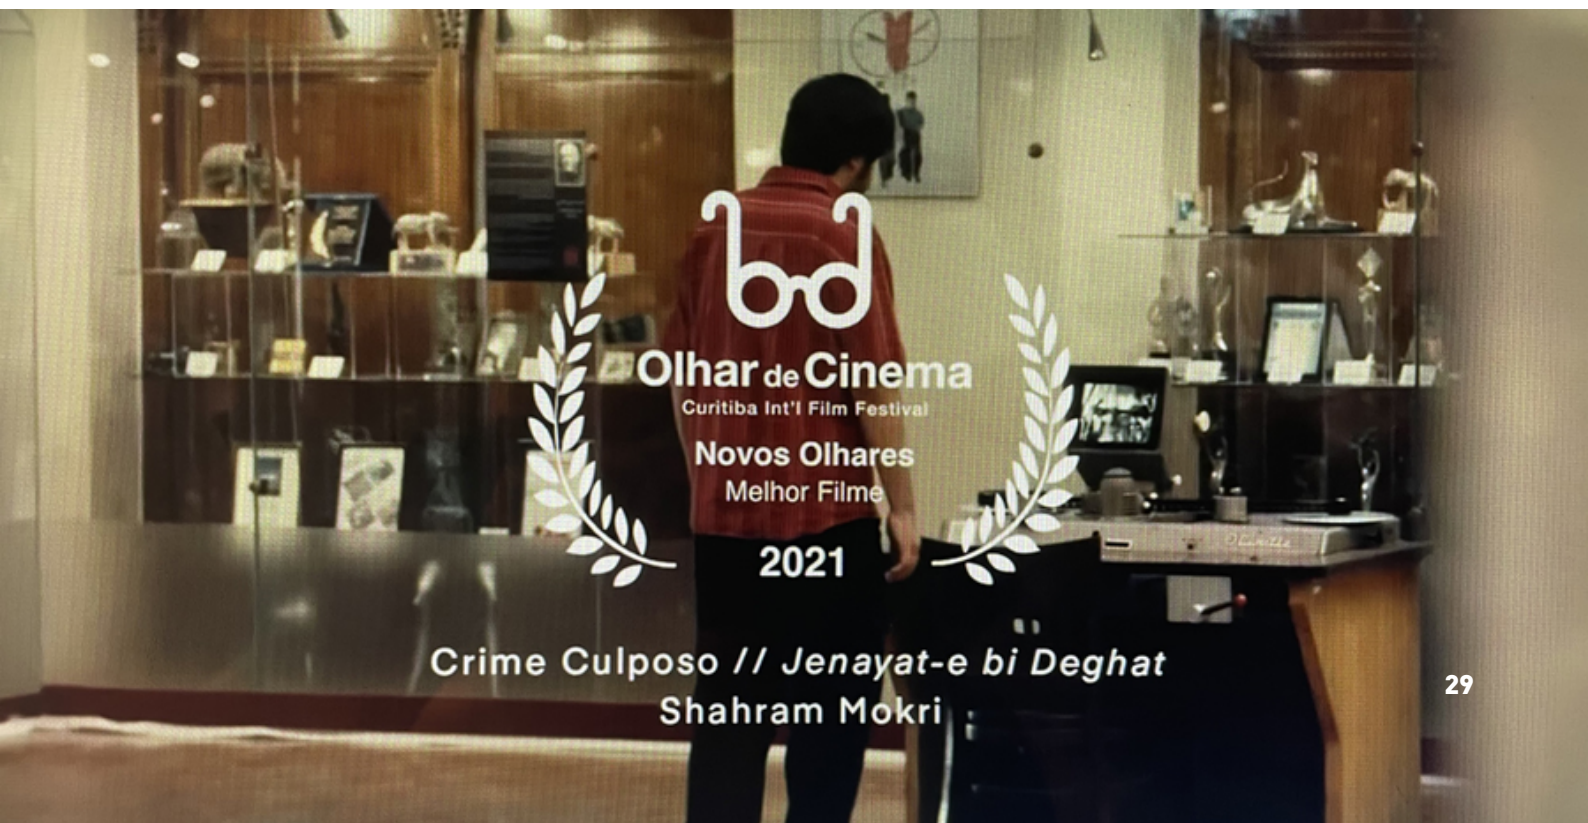 Olhar de Cinema
Curitiba Int'l Film Festival
Novos Olhares
Melhor Filme
2021
Crime Culposo // Jenayat-e bi Deghat
Shahram Mokri
29